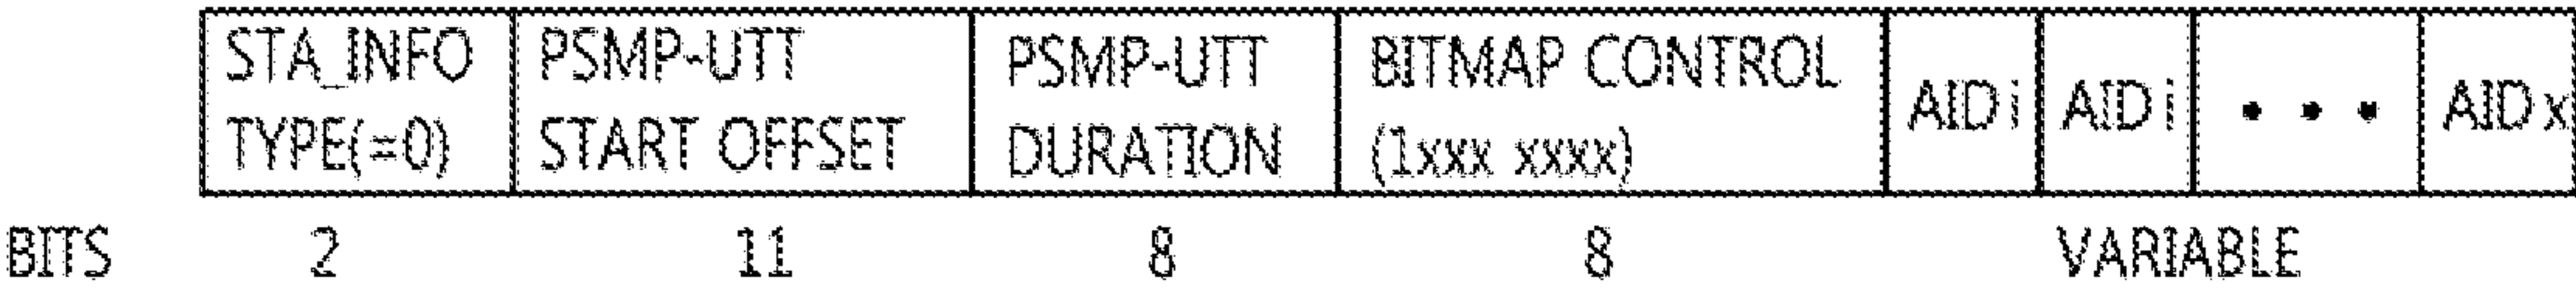 STA_INFO
TYPE(=0)
PSMP-UTT
START OFFSET
PSMP-UTT
DURATION
BITMAP CONTROL
(1xxx xxxx)
AID i
AID i
• • •
AID x
BITS 2 11 8 8 VARIABLE